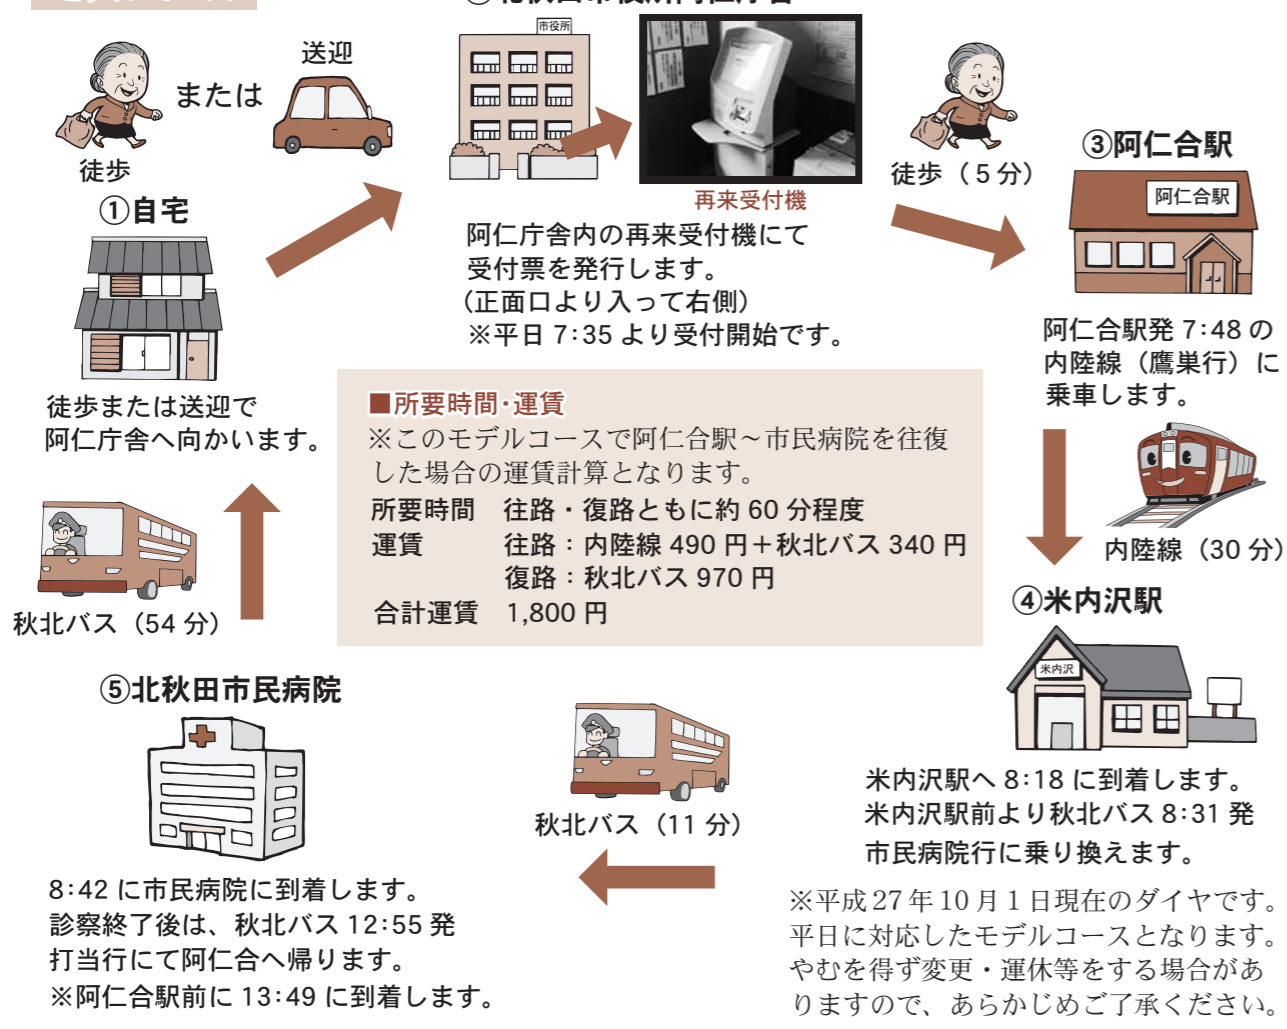 送迎
または
徒歩
①自宅
徒歩または送迎で
阿仁庁舎へ向かいます。
市役所
再来受付機
阿仁庁舎内の再来受付機にて
受付票を発行します。
(正面口より入って右側)
※平日 7:35 より受付開始です。
徒歩（5 分）
③阿仁合駅
阿仁合駅
阿仁合駅発 7:48 の
内陸線（鷹巣行）に
乗車します。
内陸線（30 分）
■所要時間・運賃
※このモデルコースで阿仁合駅～市民病院を往復
した場合の運賃計算となります。
所要時間　往路・復路ともに約 60 分程度
運賃　往路：内陸線 490 円＋秋北バス 340 円
復路：秋北バス 970 円
合計運賃　1,800 円
④米内沢駅
米内沢
米内沢駅へ 8:18 に到着します。
米内沢駅前より秋北バス 8:31 発
市民病院行に乗り換えます。
秋北バス（11 分）
秋北バス（54 分）
⑤北秋田市民病院
8:42 に市民病院に到着します。
診察終了後は、秋北バス 12:55 発
打当行にて阿仁合へ帰ります。
※阿仁合駅前に 13:49 に到着します。
※平成 27 年 10 月 1 日現在のダイヤです。
平日に対応したモデルコースとなります。
やむを得ず変更・運休等をする場合があ
りますので、あらかじめご了承ください。